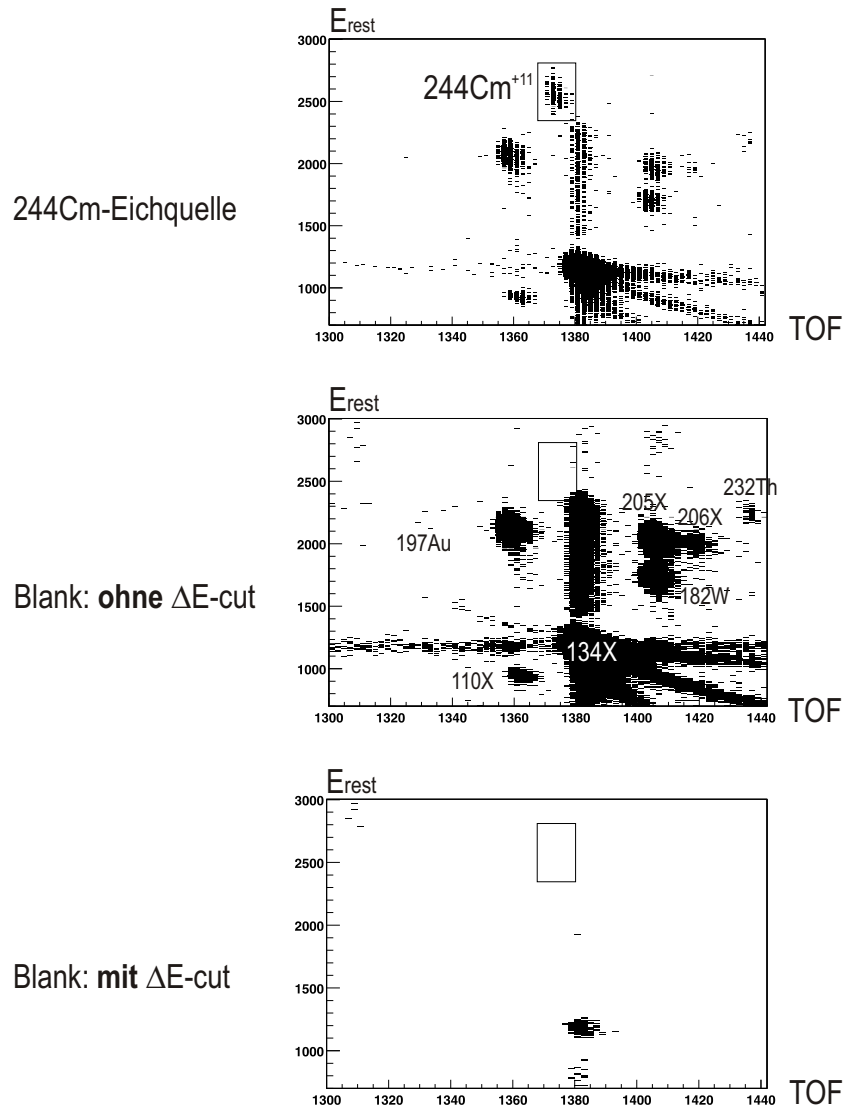 Erest
3000
244Cm+11
2500
2000
244Cm-Eichquelle
1500
1000
1300 1320 1340 1360 1380 1400 1420 1440
TOF
Erest
3000
2500
232Th
205X
206X
197Au
2000
Blank: ohne ΔE-cut
182W
1500
134X
1000
110X
1300 1320 1340 1360 1380 1400 1420 1440
TOF
Erest
3000
2500
2000
Blank: mit ΔE-cut
1500
1000
1300 1320 1340 1360 1380 1400 1420 1440
TOF